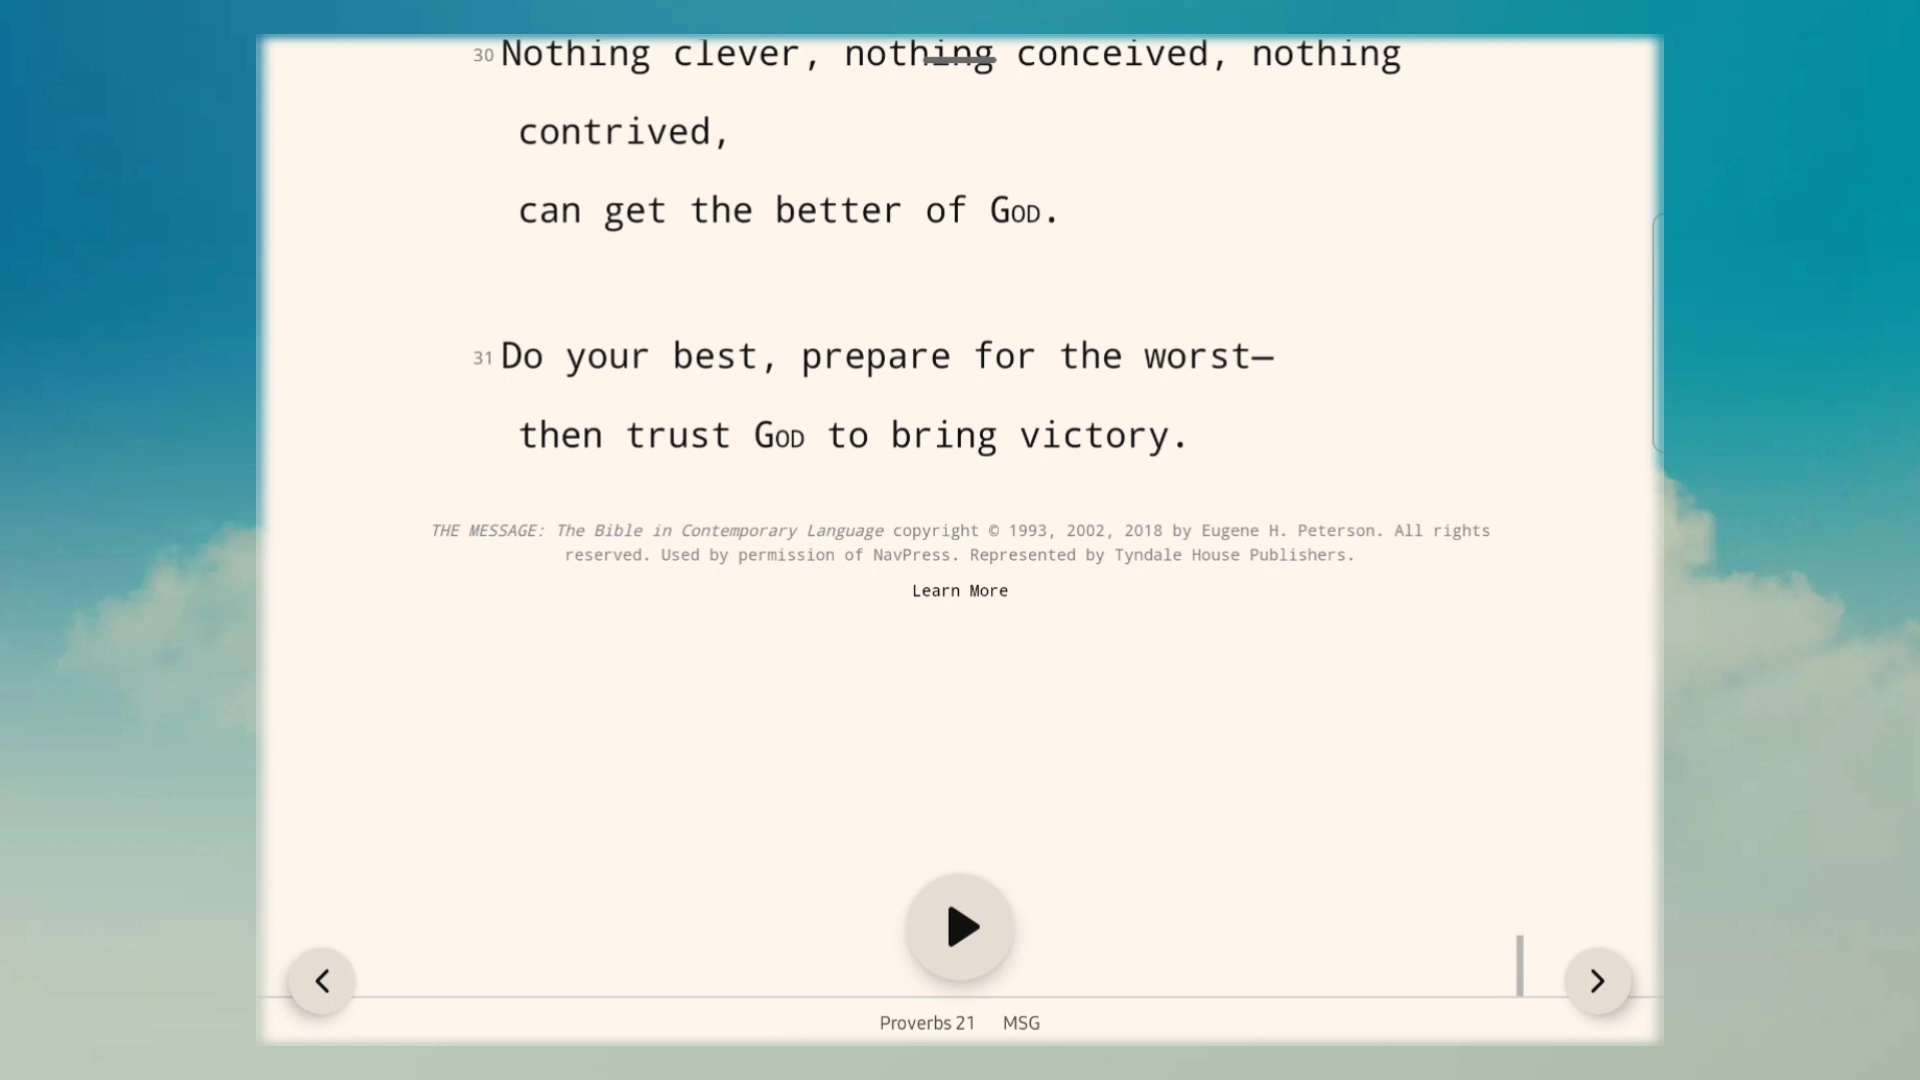 30 Nothing clever, nothing conceived, nothing
contrived,
can get the better of GOD.
31 Do your best, prepare for the worst—
then trust GOD to bring victory.
THE MESSAGE: The Bible in Contemporary Language copyright © 1993, 2002, 2018 by Eugene H. Peterson. All rights
reserved. Used by permission of NavPress. Represented by Tyndale House Publishers.
Learn More
Proverbs 21 MSG